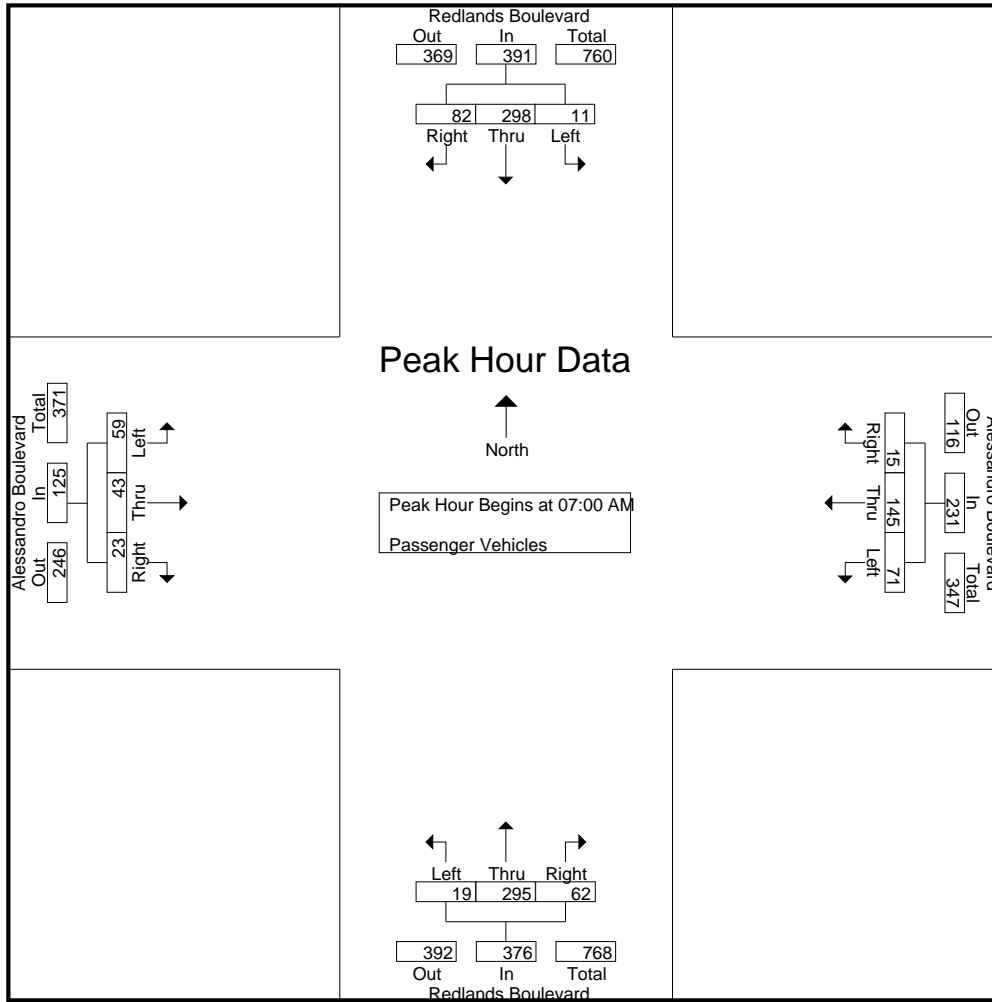 Redlands Boulevard
Out In Total
369 391 760
82 298 11
Right Thru Left
Peak Hour Data
North
Peak Hour Begins at 07:00 AM
Passenger Vehicles
Alessandro Boulevard
Total In Out
371 125 246
59 43 23
Left Thru Right
Alessandro Boulevard
Out In Total
116 231 347
15 145 71
Right Thru Left
Left Thru Right
19 295 62
392 376 768
Out In Total
Redlands Boulevard